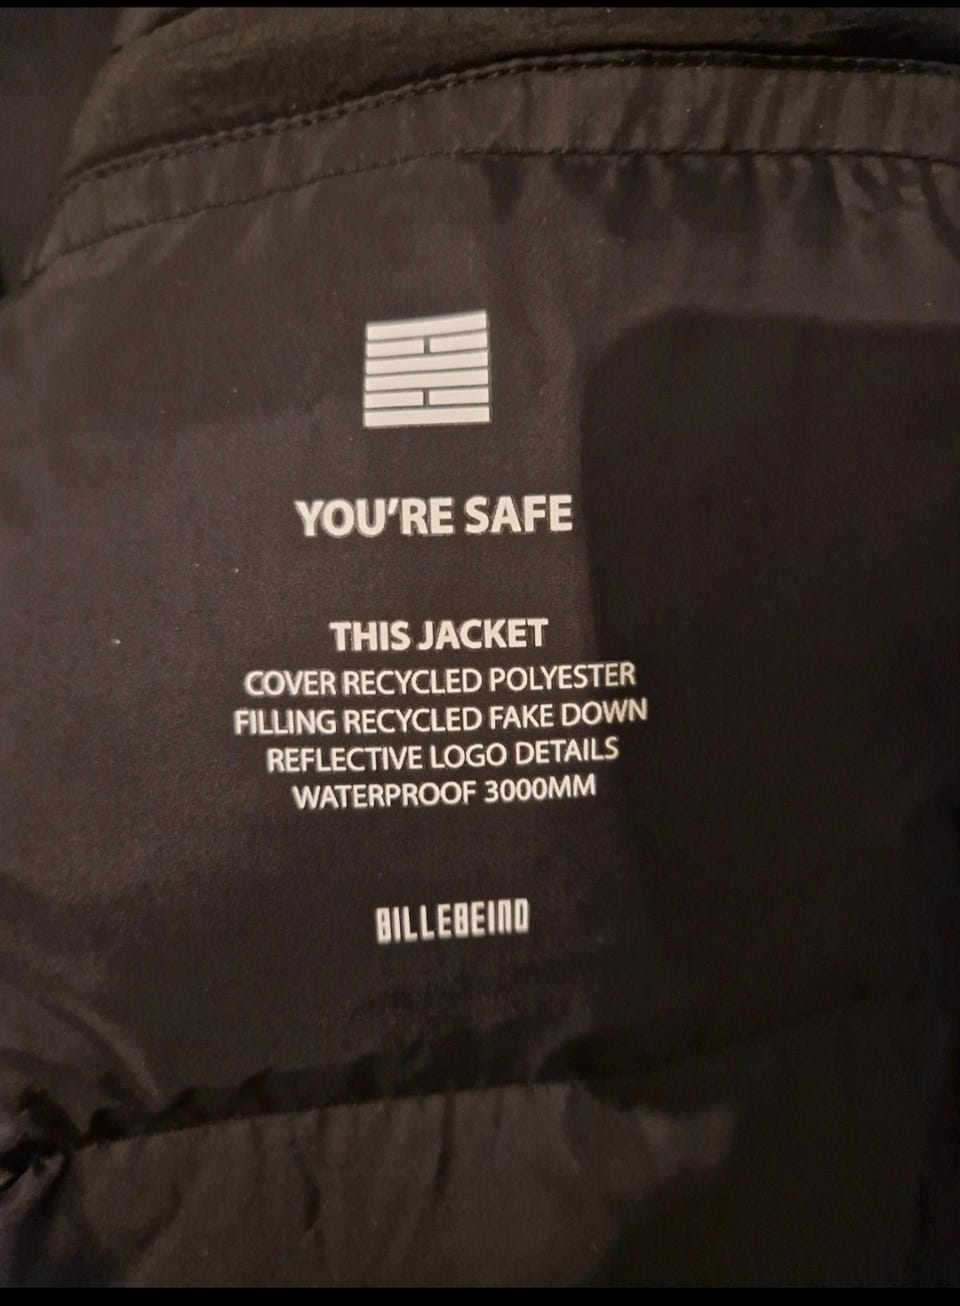 YOU'RE SAFE
THIS JACKET
COVER RECYCLED POLYESTER
FILLING RECYCLED FAKE DOWN
REFLECTIVE LOGO DETAILS
WATERPROOF 3000MM
BILLEBEINO